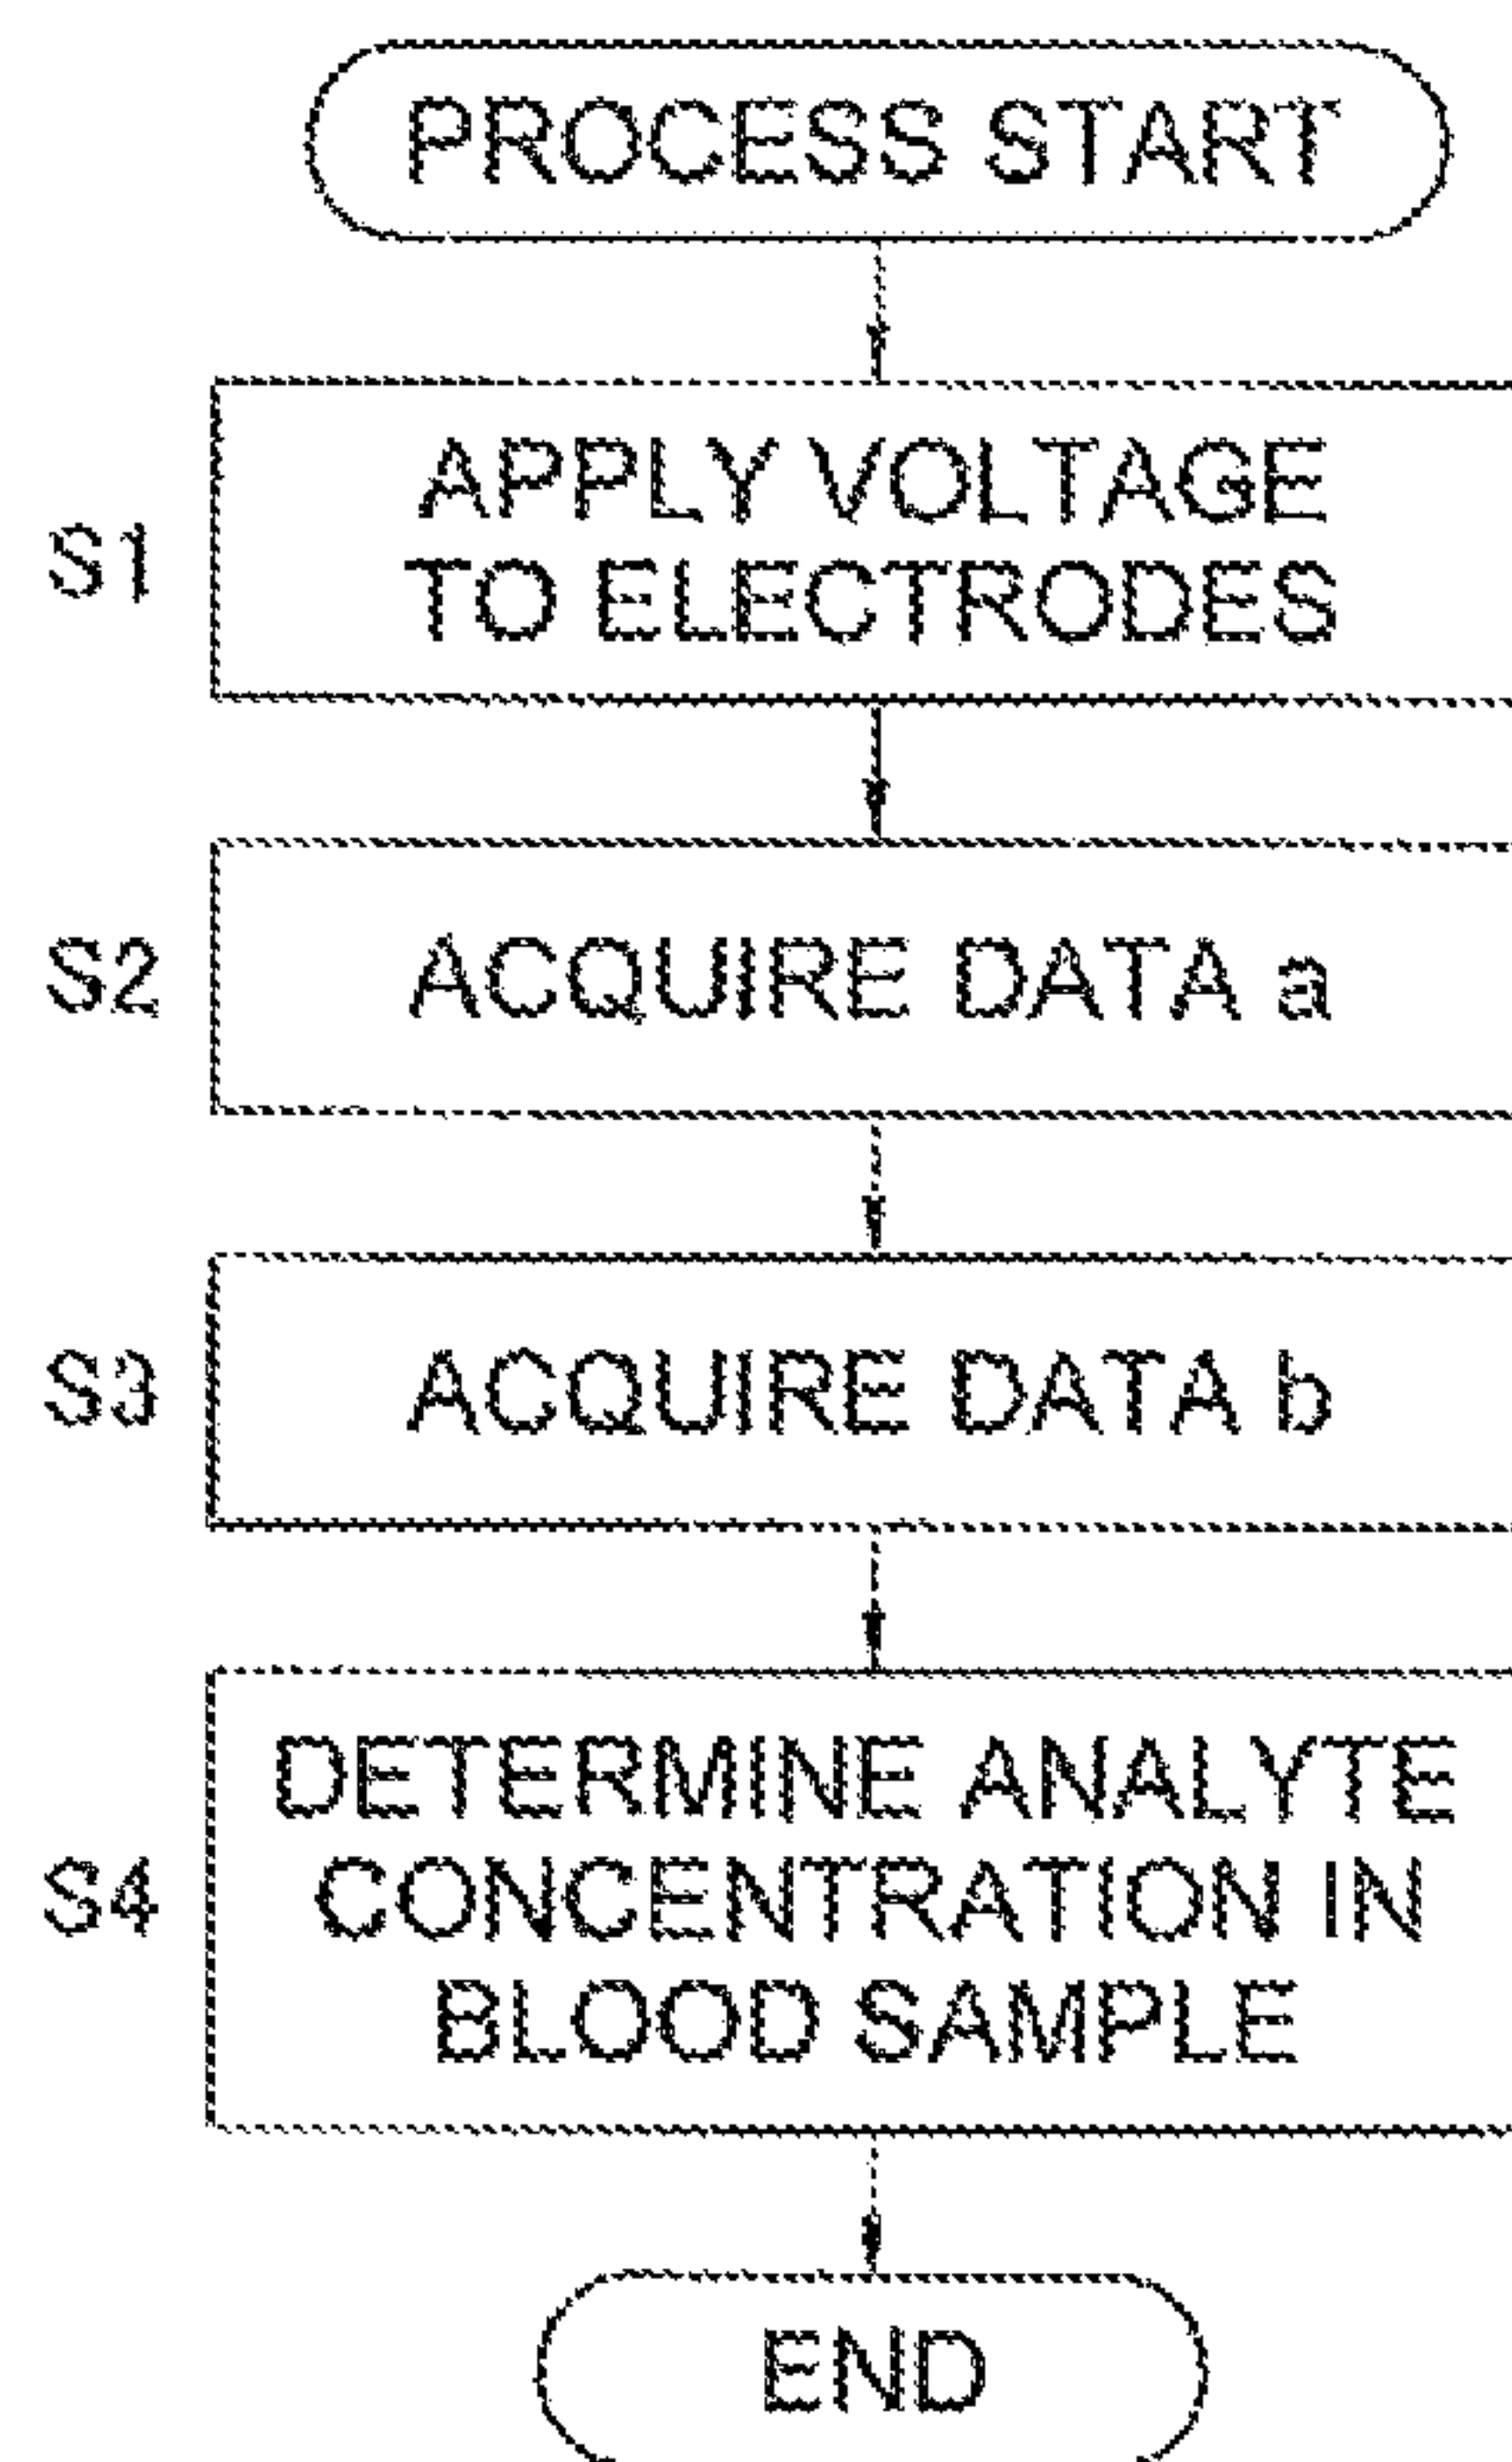 PROCESS START
S1
APPLY VOLTAGE
TO ELECTRODES
S2
ACQUIRE DATA a
S3
ACQUIRE DATA b
S4
DETERMINE ANALYTE
CONCENTRATION IN
BLOOD SAMPLE
END